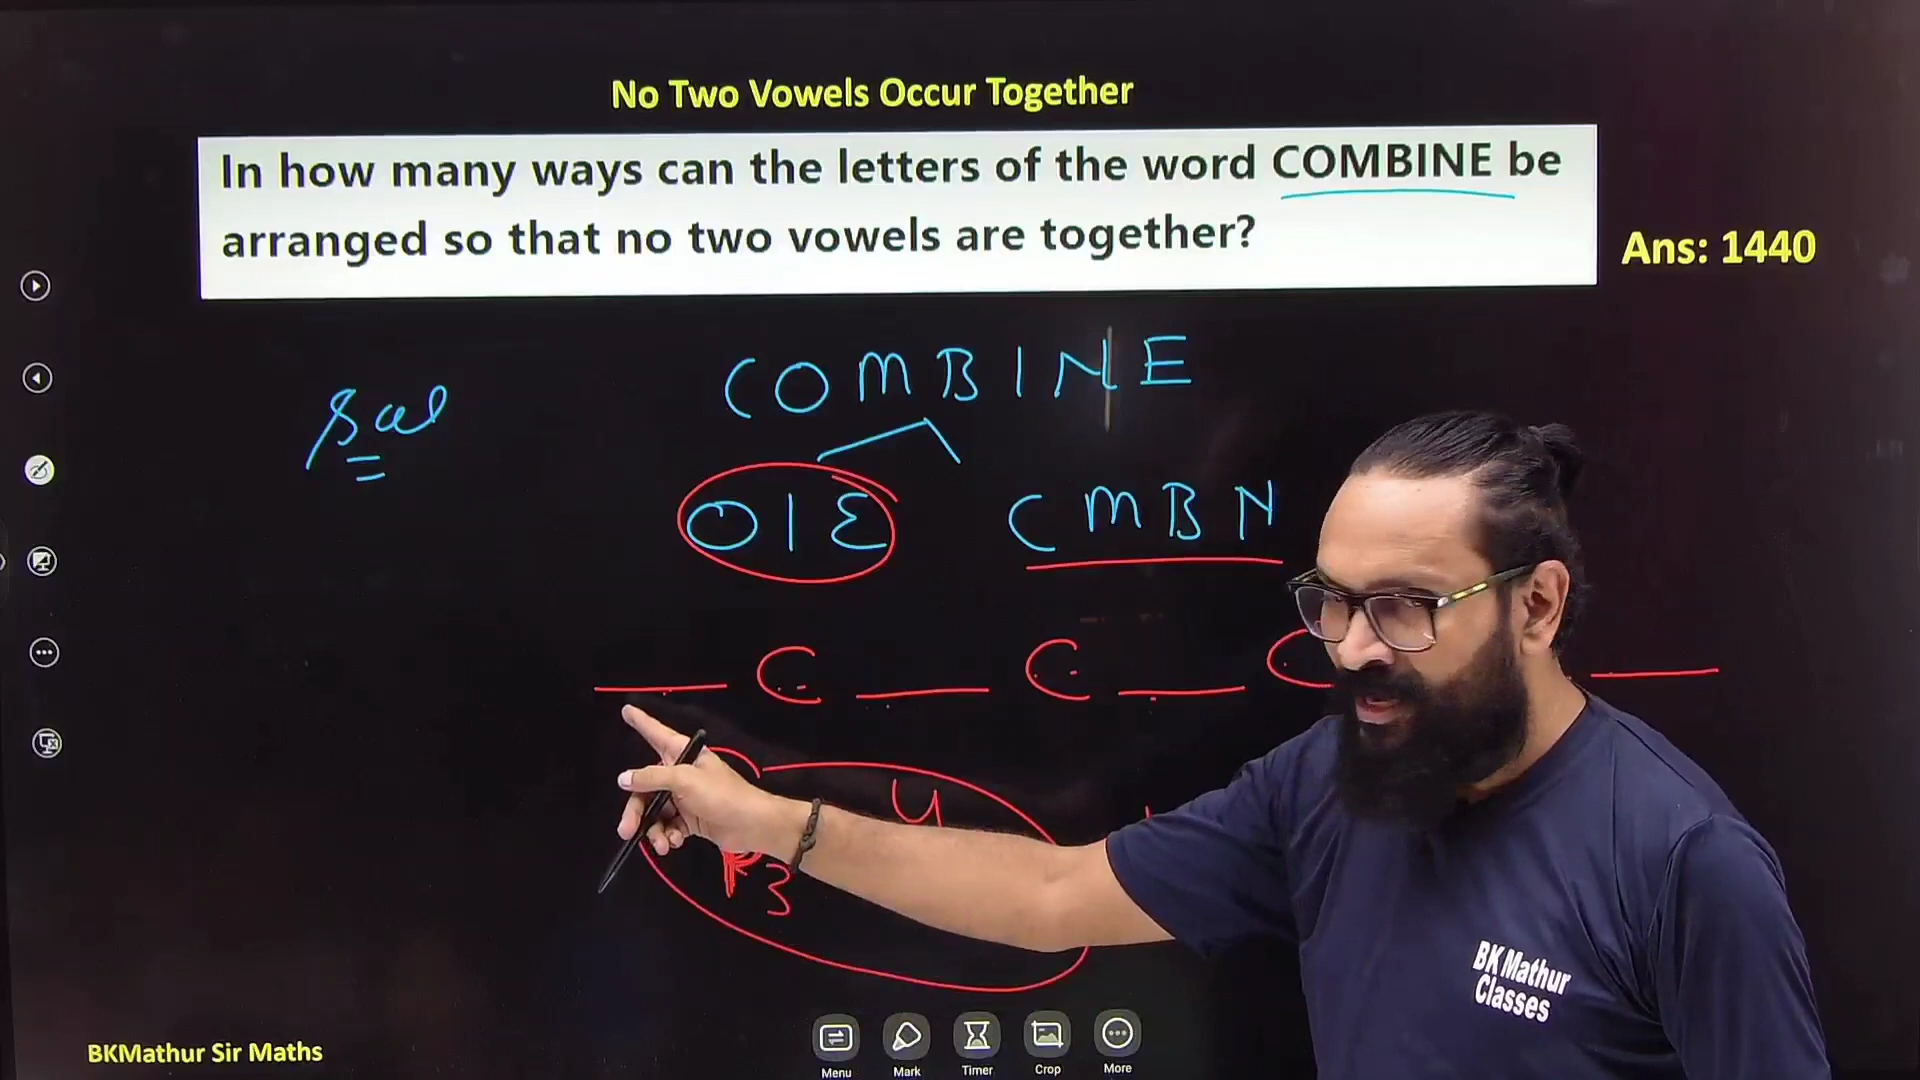 No Two Vowels Occur Together
In how many ways can the letters of the word COMBINE be
arranged so that no two vowels are together?
Ans: 1440
COMBINE
Sol
O I E C M B N
C C C
4
P3
BK Mathur
Classes
BKMathur Sir Maths
Menu Mark Timer Crop More